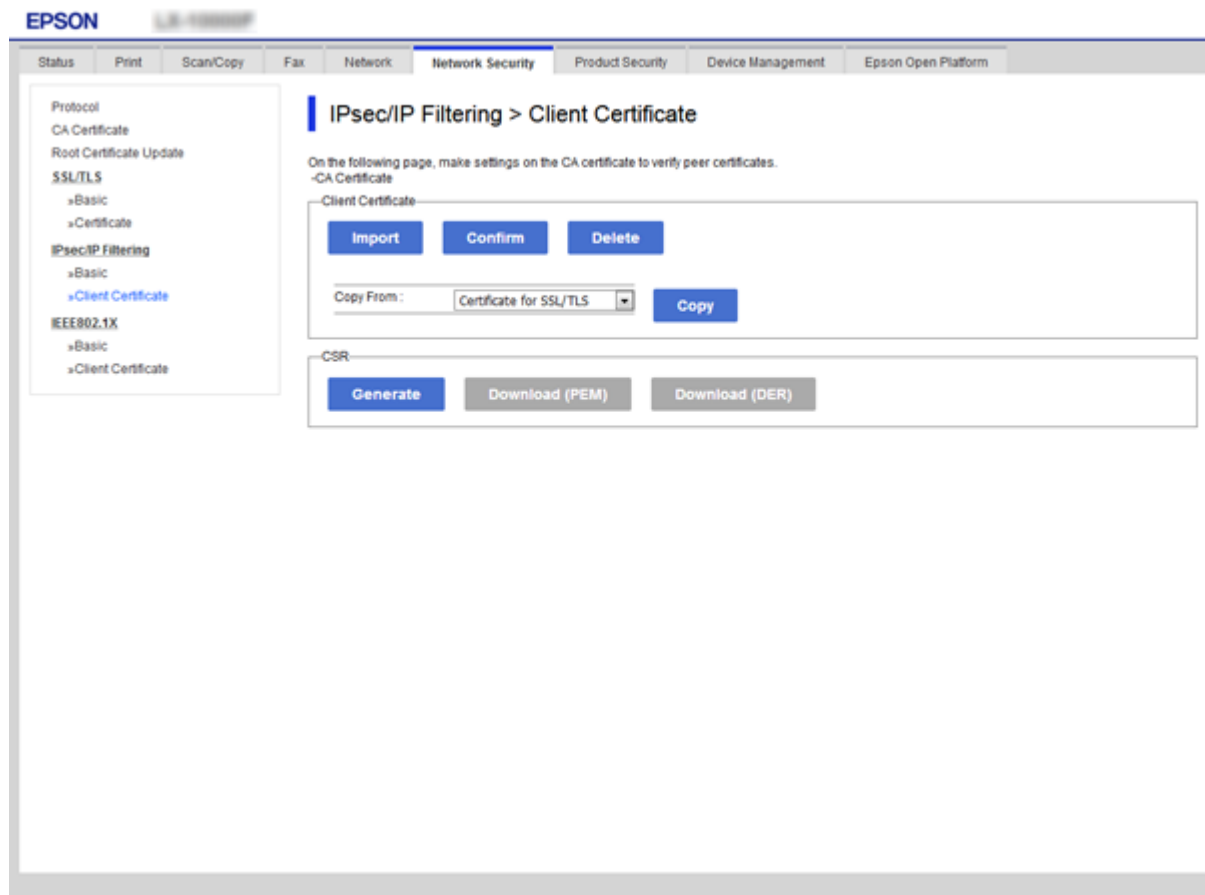 EPSON
Status Print Scan/Copy Fax Network Network Security Product Security Device Management Epson Open Platform
Protocol
CA Certificate
Root Certificate Update
SSL/TLS
»Basic
»Certificate
IPsec/IP Filtering
»Basic
»Client Certificate
IEEE802.1X
»Basic
»Client Certificate
IPsec/IP Filtering > Client Certificate
On the following page, make settings on the CA certificate to verify peer certificates.
-CA Certificate
Client Certificate
Import Confirm Delete
Copy From : Certificate for SSL/TLS Copy
CSR
Generate Download (PEM) Download (DER)